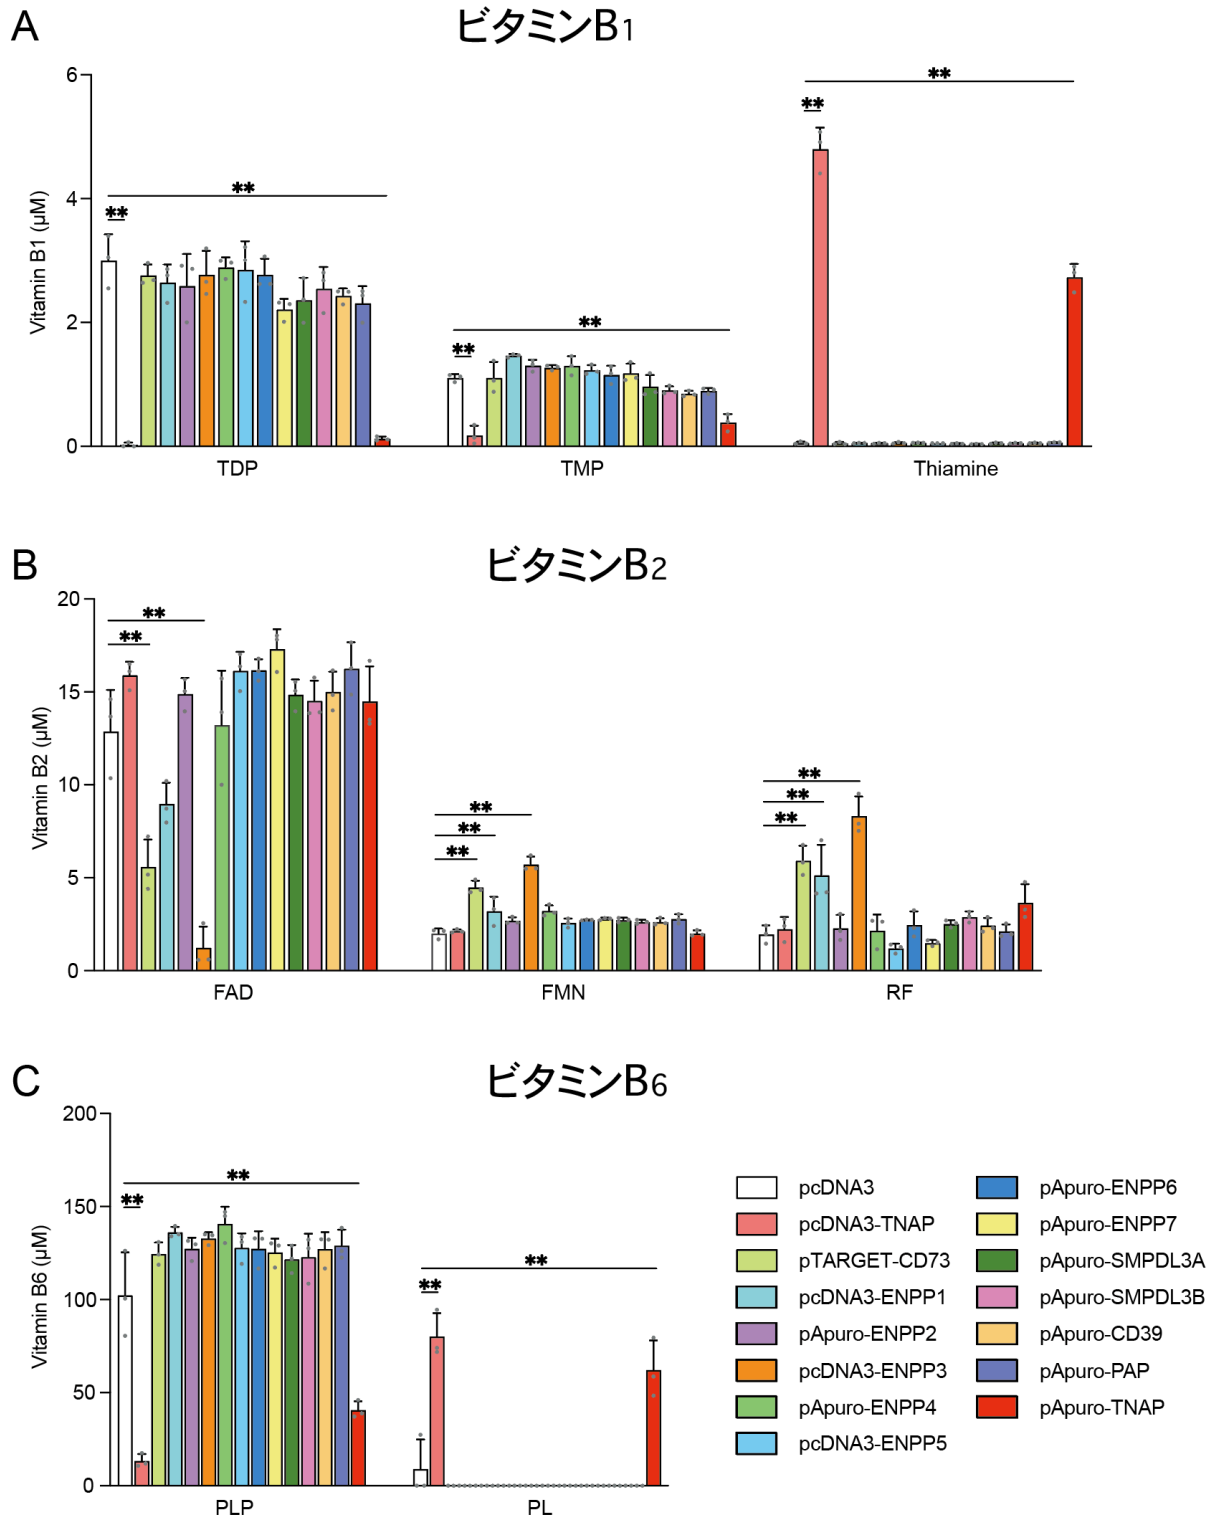 A
ビタミンB1
6
4
2
0
Vitamin B1 (μM)
**
**
**
**
**
**
TDP
TMP
Thiamine
B
ビタミンB2
20
15
10
5
0
Vitamin B2 (μM)
**
**
**
**
**
**
**
**
FAD
FMN
RF
C
ビタミンB6
200
150
100
50
0
Vitamin B6 (μM)
**
**
**
**
PLP
PL
pcDNA3
pcDNA3-TNAP
pTARGET-CD73
pcDNA3-ENPP1
pApuro-ENPP2
pcDNA3-ENPP3
pApuro-ENPP4
pcDNA3-ENPP5
pApuro-ENPP6
pApuro-ENPP7
pApuro-SMPDL3A
pApuro-SMPDL3B
pApuro-CD39
pApuro-PAP
pApuro-TNAP